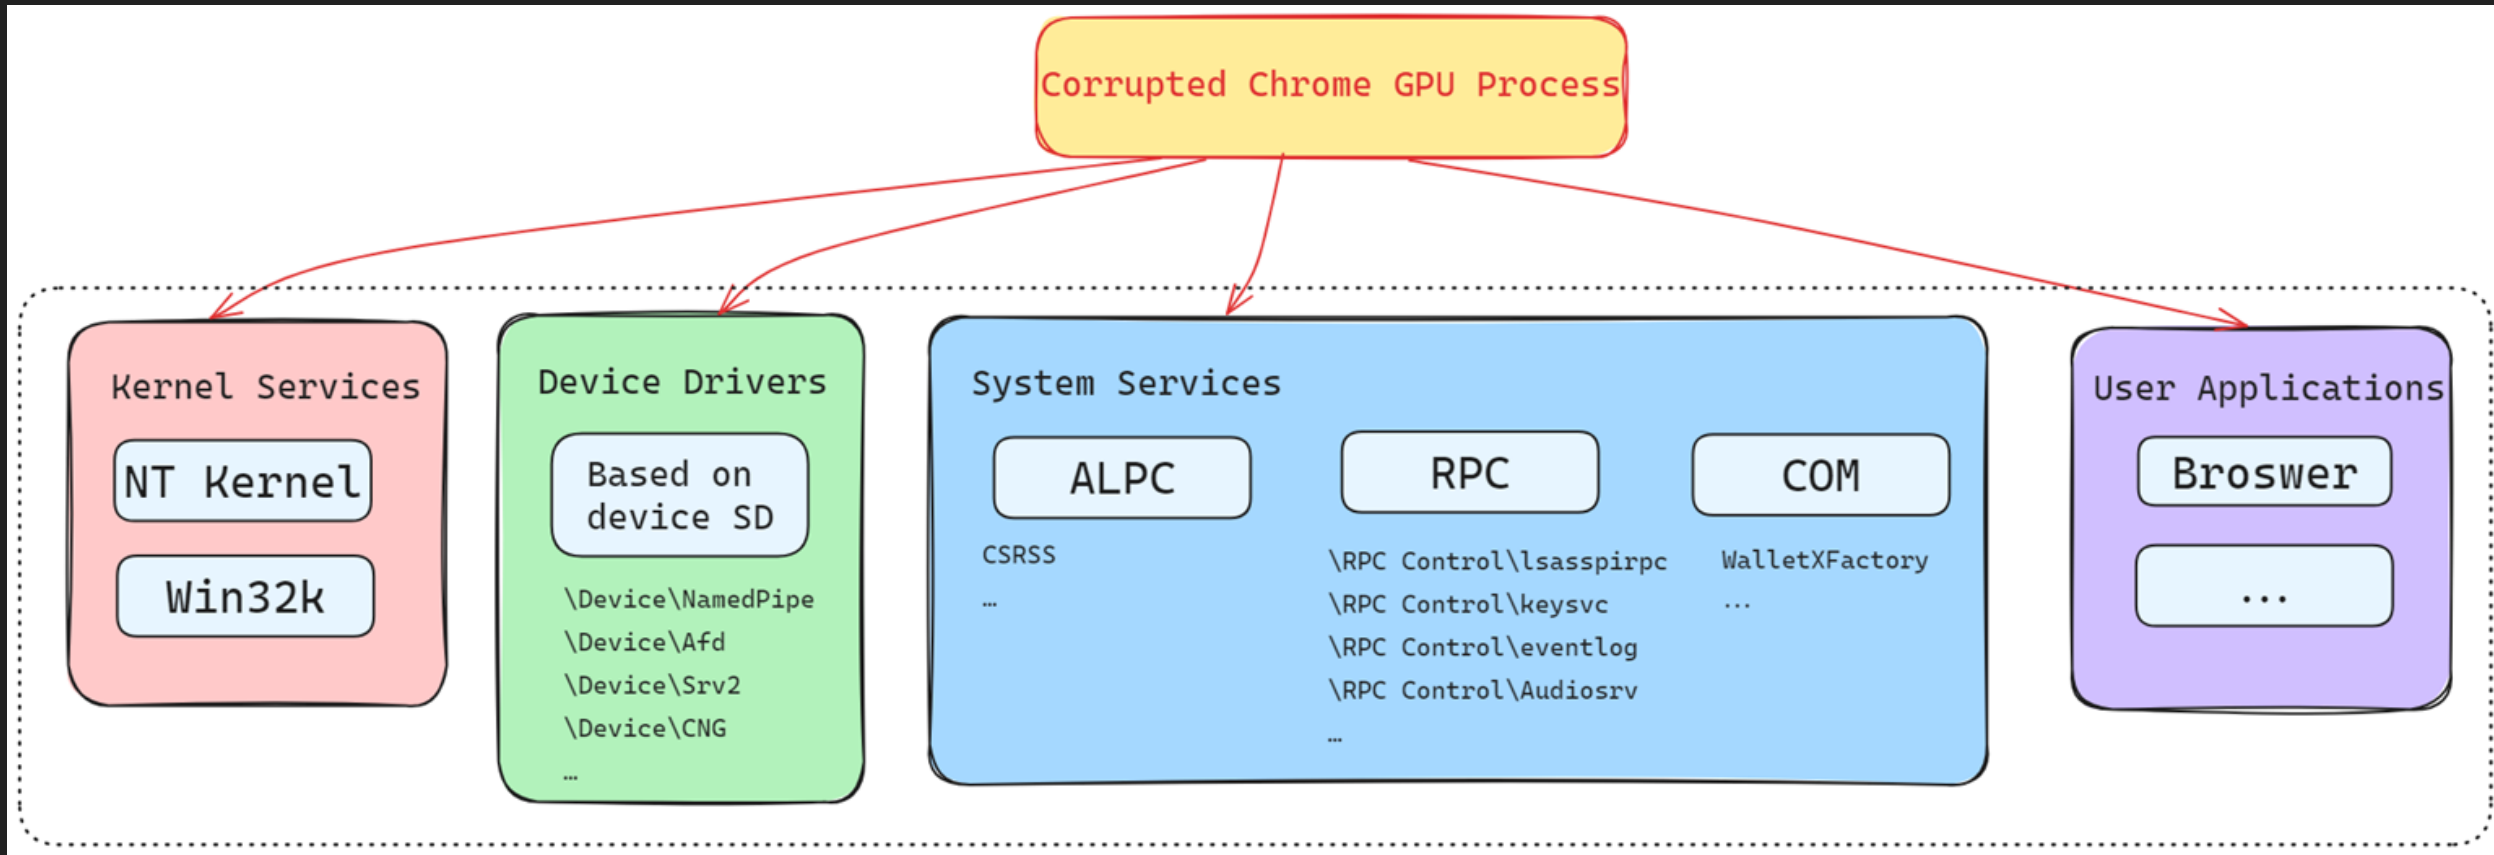 Corrupted Chrome GPU Process
Kernel Services
NT Kernel
Win32k
Device Drivers
Based on
device SD
\Device\NamedPipe
\Device\Afd
\Device\Srv2
\Device\CNG
…
System Services
ALPC
CSRSS
…
RPC
\RPC Control\lsasspirpc
\RPC Control\keysvc
\RPC Control\eventlog
\RPC Control\Audiosrv
…
COM
WalletXFactory
...
User Applications
Broswer
...